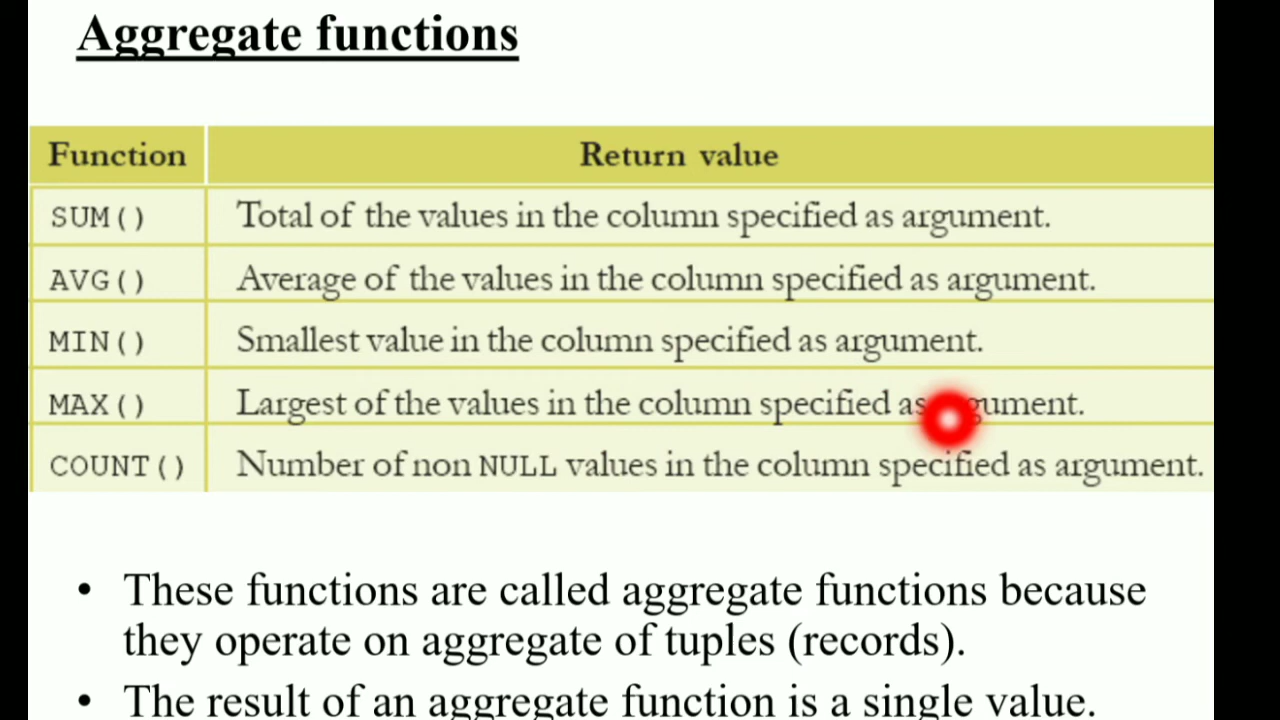 Aggregate functions
Function Return value
SUM() Total of the values in the column specified as argument.
AVG() Average of the values in the column specified as argument.
MIN() Smallest value in the column specified as argument.
MAX() Largest of the values in the column specified as argument.
COUNT() Number of non NULL values in the column specified as argument.
• These functions are called aggregate functions because
they operate on aggregate of tuples (records).
• The result of an aggregate function is a single value.